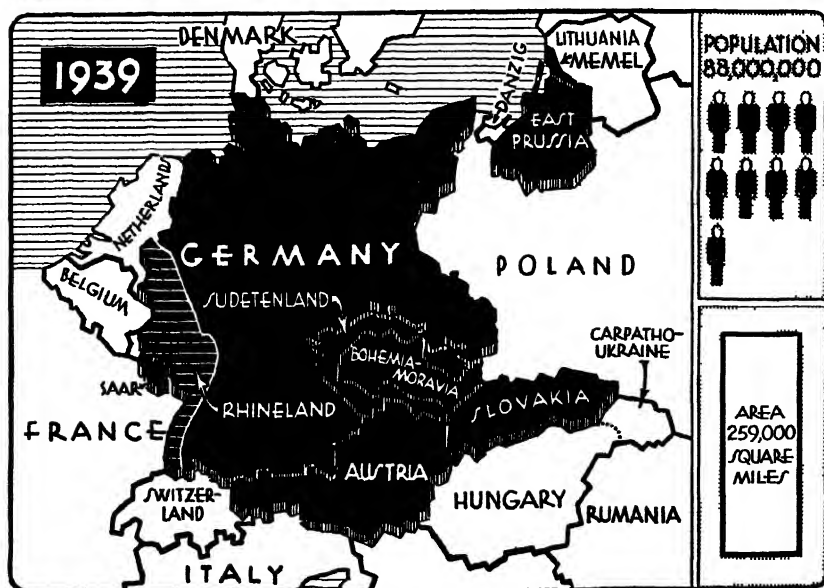 1939
DENMARK
LITHUANIA
& MEMEL
DANZIG
EAST
PRUSSIA
NETHERLANDS
BELGIUM
GERMANY
POLAND
SUDETENLAND
BOHEMIA-
MORAVIA
CARPATHO-
UKRAINE
SAAR
RHINELAND
SLOVAKIA
FRANCE
AUSTRIA
SWITZER-
LAND
HUNGARY
RUMANIA
ITALY
POPULATION
88,000,000
AREA
259,000
SQUARE
MILES